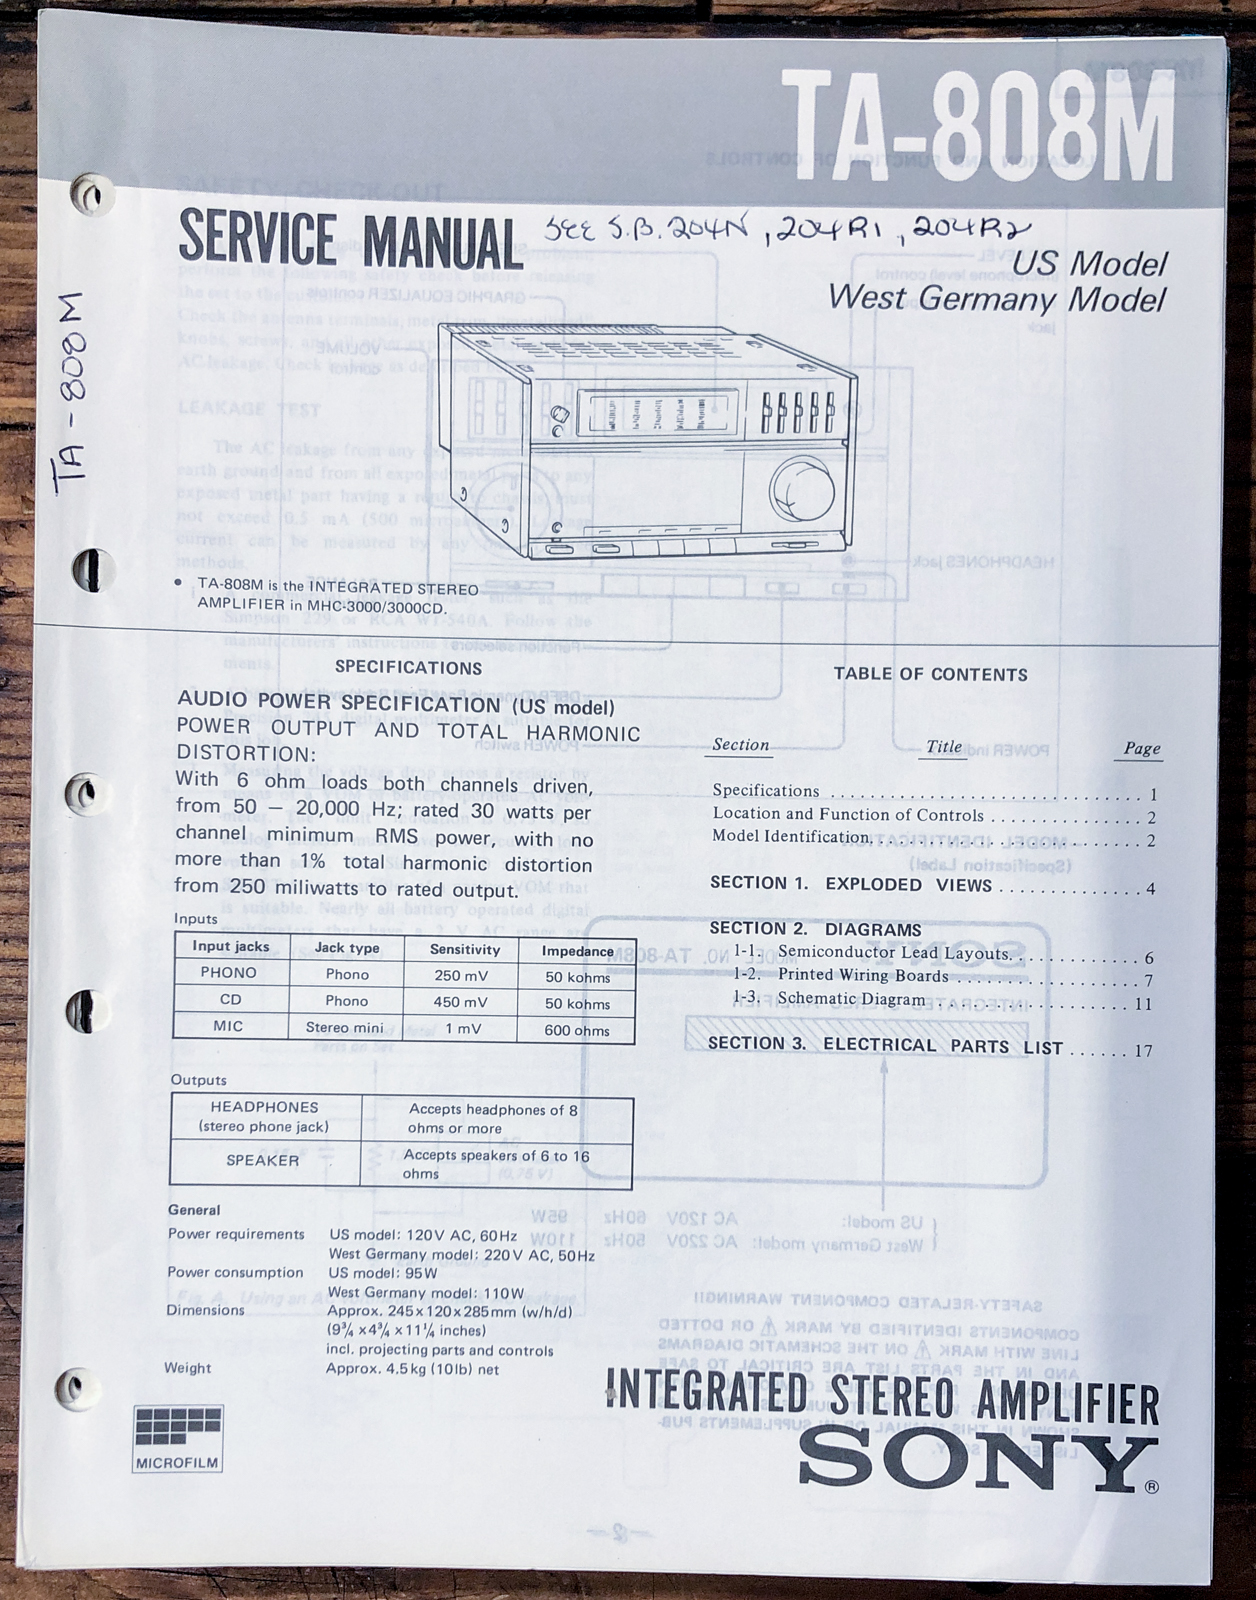 TA-808M
SERVICE MANUAL
SEE S.B. 204N, 204R1, 204R2
US Model
West Germany Model
TA-808M
• TA-808M is the INTEGRATED STEREO
AMPLIFIER in MHC-3000/3000CD.
SPECIFICATIONS
AUDIO POWER SPECIFICATION (US model)
POWER OUTPUT AND TOTAL HARMONIC
DISTORTION:
With 6 ohm loads both channels driven,
from 50 – 20,000 Hz; rated 30 watts per
channel minimum RMS power, with no
more than 1% total harmonic distortion
from 250 miliwatts to rated output.
Inputs
Input jacks Jack type Sensitivity Impedance
PHONO Phono 250 mV 50 kohms
CD Phono 450 mV 50 kohms
MIC Stereo mini 1 mV 600 ohms
Outputs
HEADPHONES
(stereo phone jack)
Accepts headphones of 8
ohms or more
SPEAKER
Accepts speakers of 6 to 16
ohms
General
Power requirements US model: 120V AC, 60Hz
West Germany model: 220V AC, 50Hz
Power consumption US model: 95W
West Germany model: 110W
Dimensions Approx. 245x120x285mm (w/h/d)
(9¾ x4¾ x11¼ inches)
incl. projecting parts and controls
Weight Approx. 4.5kg (10lb) net
TABLE OF CONTENTS
Section Title Page
Specifications ............................ 1
Location and Function of Controls ............ 2
Model Identification ........................ 2
SECTION 1. EXPLODED VIEWS ............. 4
SECTION 2. DIAGRAMS
1-1. Semiconductor Lead Layouts. ............ 6
1-2. Printed Wiring Boards ................. 7
1-3. Schematic Diagram ................... 11
SECTION 3. ELECTRICAL PARTS LIST ...... 17
MICROFILM
INTEGRATED STEREO AMPLIFIER
SONY®